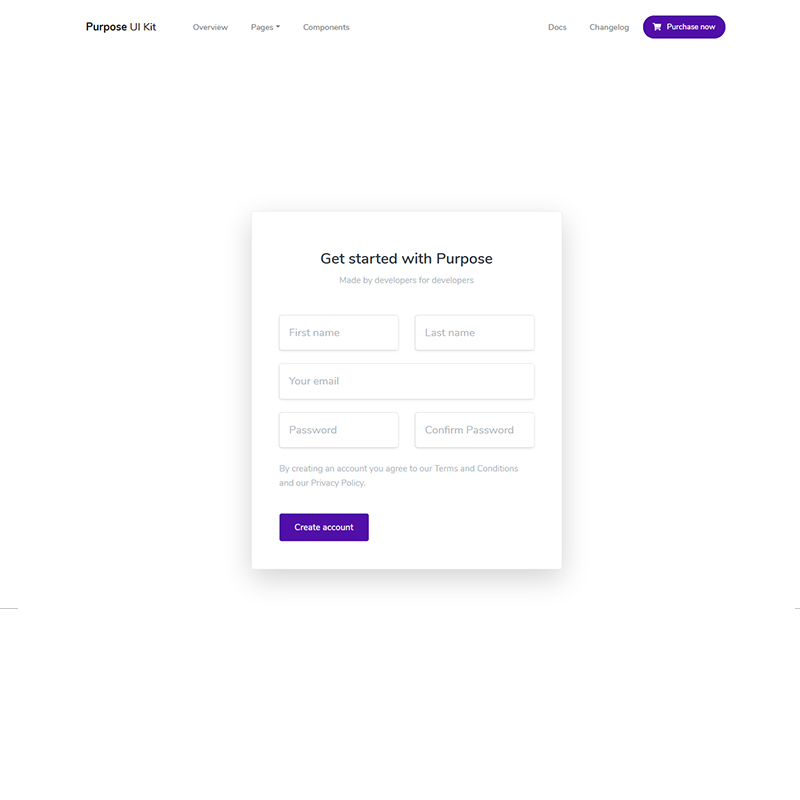 Purpose UI Kit Overview Pages Components Docs Changelog Purchase now
Get started with Purpose
Made by developers for developers
First name Last name
Your email
Password Confirm Password
By creating an account you agree to our Terms and Conditions
and our Privacy Policy.
Create account